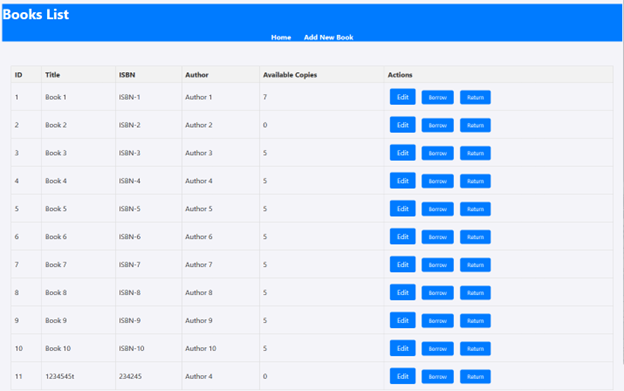 Books List
Home Add New Book
ID Title ISBN Author Available Copies Actions
1 Book 1 ISBN-1 Author 1 7 Edit Borrow Return
2 Book 2 ISBN-2 Author 2 0 Edit Borrow Return
3 Book 3 ISBN-3 Author 3 5 Edit Borrow Return
4 Book 4 ISBN-4 Author 4 5 Edit Borrow Return
5 Book 5 ISBN-5 Author 5 5 Edit Borrow Return
6 Book 6 ISBN-6 Author 6 5 Edit Borrow Return
7 Book 7 ISBN-7 Author 7 5 Edit Borrow Return
8 Book 8 ISBN-8 Author 8 5 Edit Borrow Return
9 Book 9 ISBN-9 Author 9 5 Edit Borrow Return
10 Book 10 ISBN-10 Author 10 5 Edit Borrow Return
11 1234545t 234245 Author 4 0 Edit Borrow Return